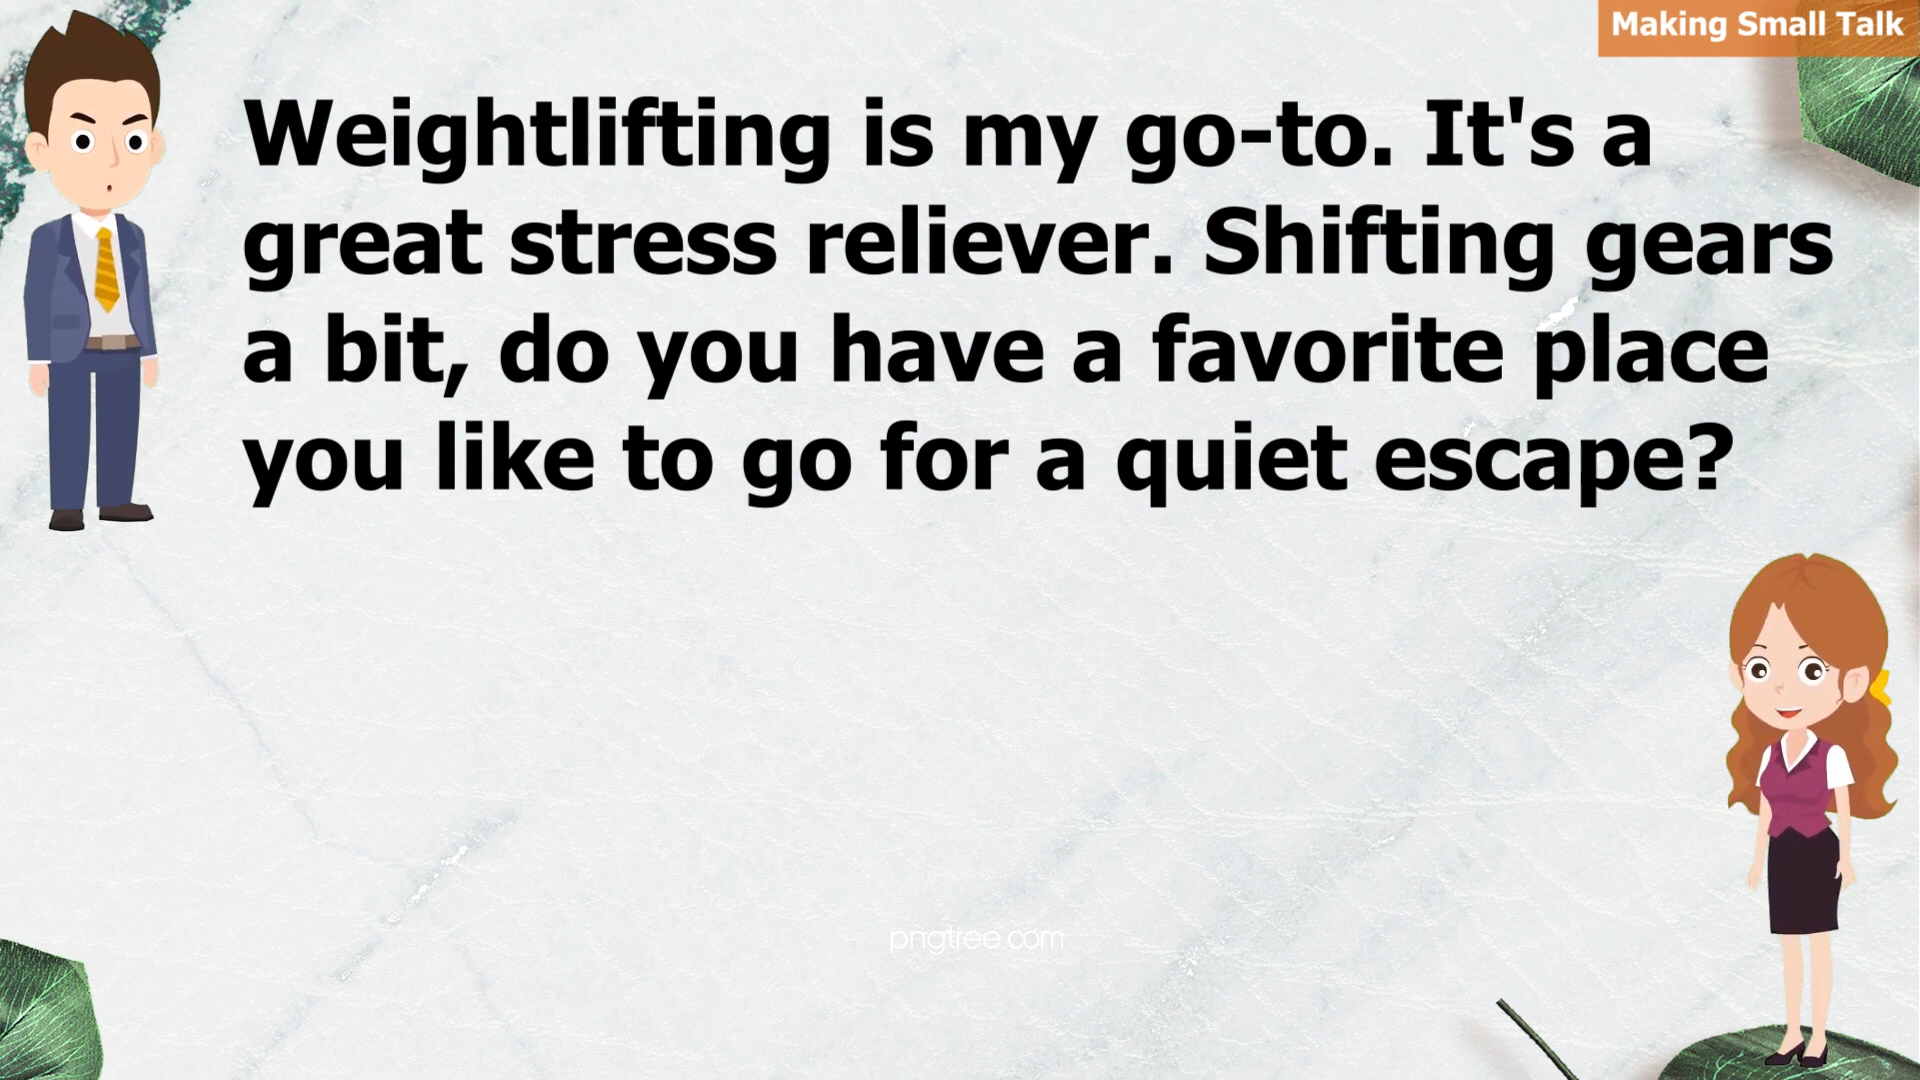 Making Small Talk
Weightlifting is my go-to. It's a
great stress reliever. Shifting gears
a bit, do you have a favorite place
you like to go for a quiet escape?
pngtree.com